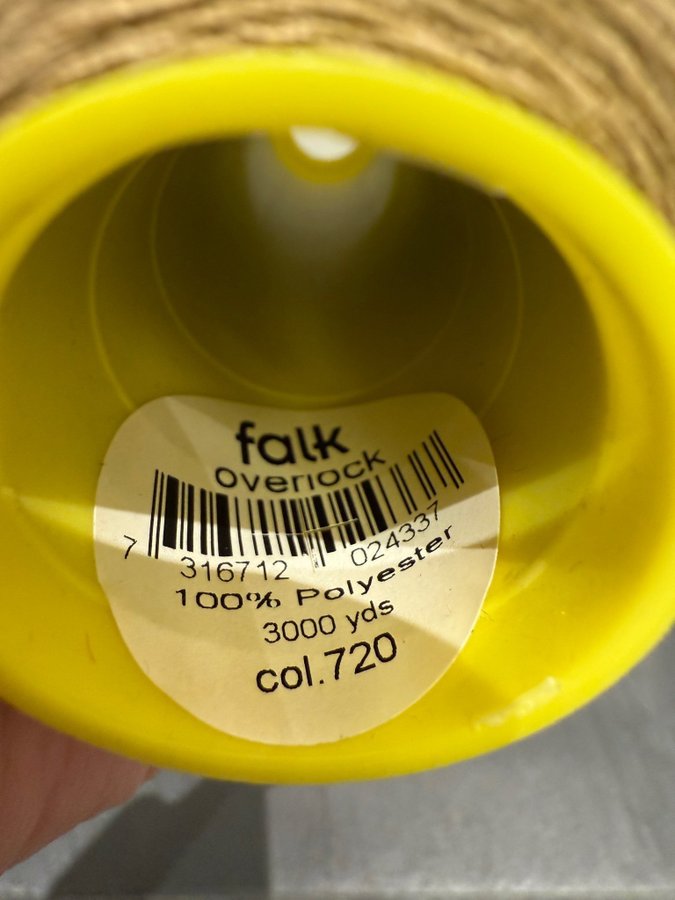 falk
overlock
7 316712 024337
100% Polyester
3000 yds
col.720